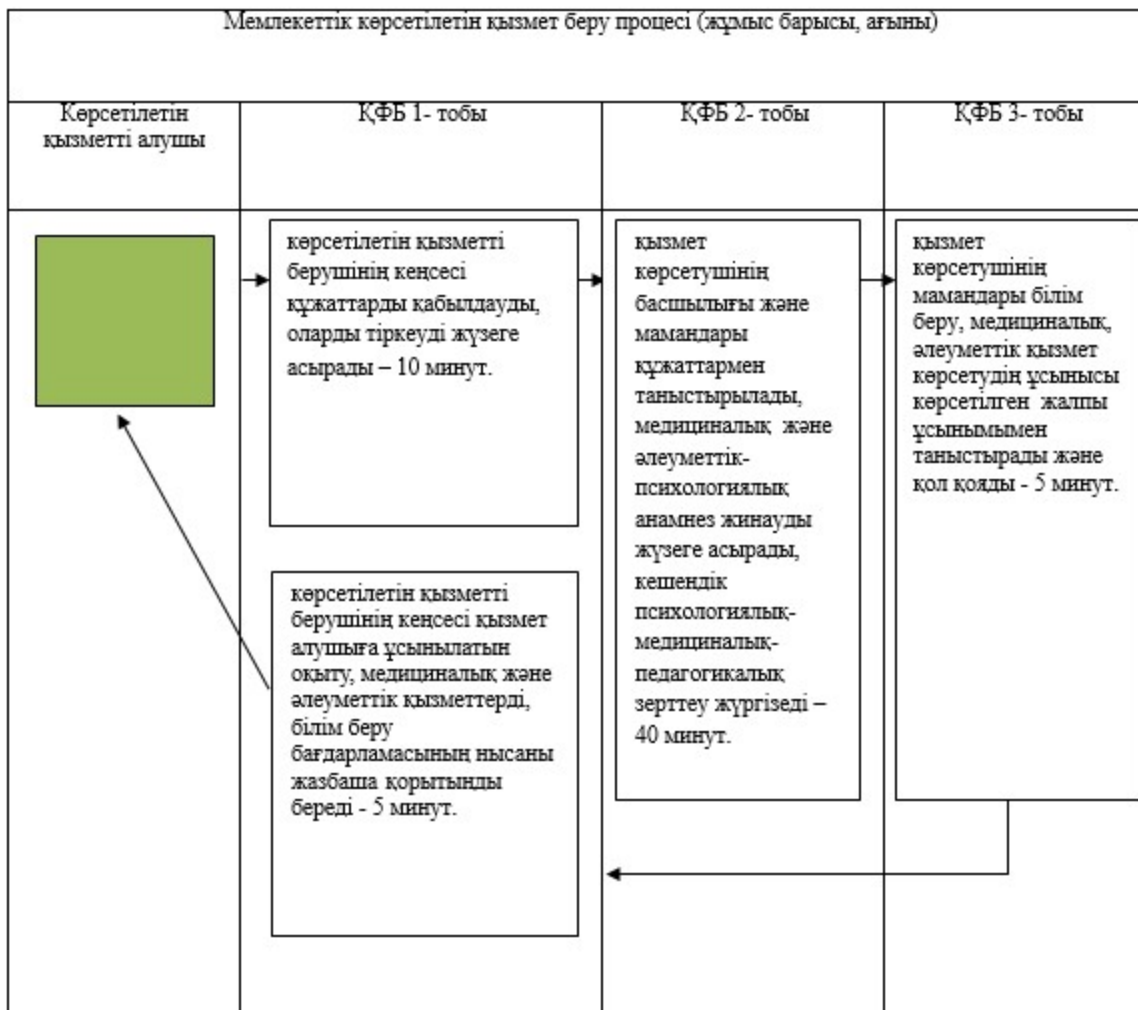 Мемлекеттік көрсетілетін қызмет беру процесі (жұмыс барысы, ағыны)
Көрсетілетін
қызметті алушы
ҚФБ 1- тобы
ҚФБ 2- тобы
ҚФБ 3- тобы
көрсетілетін қызметті
берушінің кеңсесі
құжаттарды қабылдауды,
оларды тіркеуді жүзеге
асырады – 10 минут.
көрсетілетін қызметті
берушінің кеңсесі қызмет
алушыға ұсынылатын
оқыту, медициналық және
әлеуметтік қызметтерді,
білім беру
бағдарламасының нысаны
жазбаша қорытынды
береді - 5 минут.
қызмет
көрсетушінің
басшылығы және
мамандары
құжаттармен
таныстырылады,
медициналық және
әлеуметтік-
психологиялық
анамнез жинауды
жүзеге асырады,
кешендік
психологиялық-
медициналық-
педагогикалық
зерттеу жүргізеді –
40 минут.
қызмет
көрсетушінің
мамандары білім
беру, медициналық,
әлеуметтік қызмет
көрсетудің ұсынысы
көрсетілген жалпы
ұсынымымен
таныстырады және
қол қояды - 5 минут.